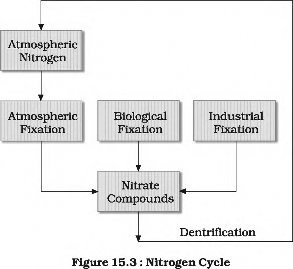 Atmospheric
Nitrogen
Atmospheric
Fixation
Biological
Fixation
Industrial
Fixation
Nitrate
Compounds
Dentrification
Figure 15.3 : Nitrogen Cycle